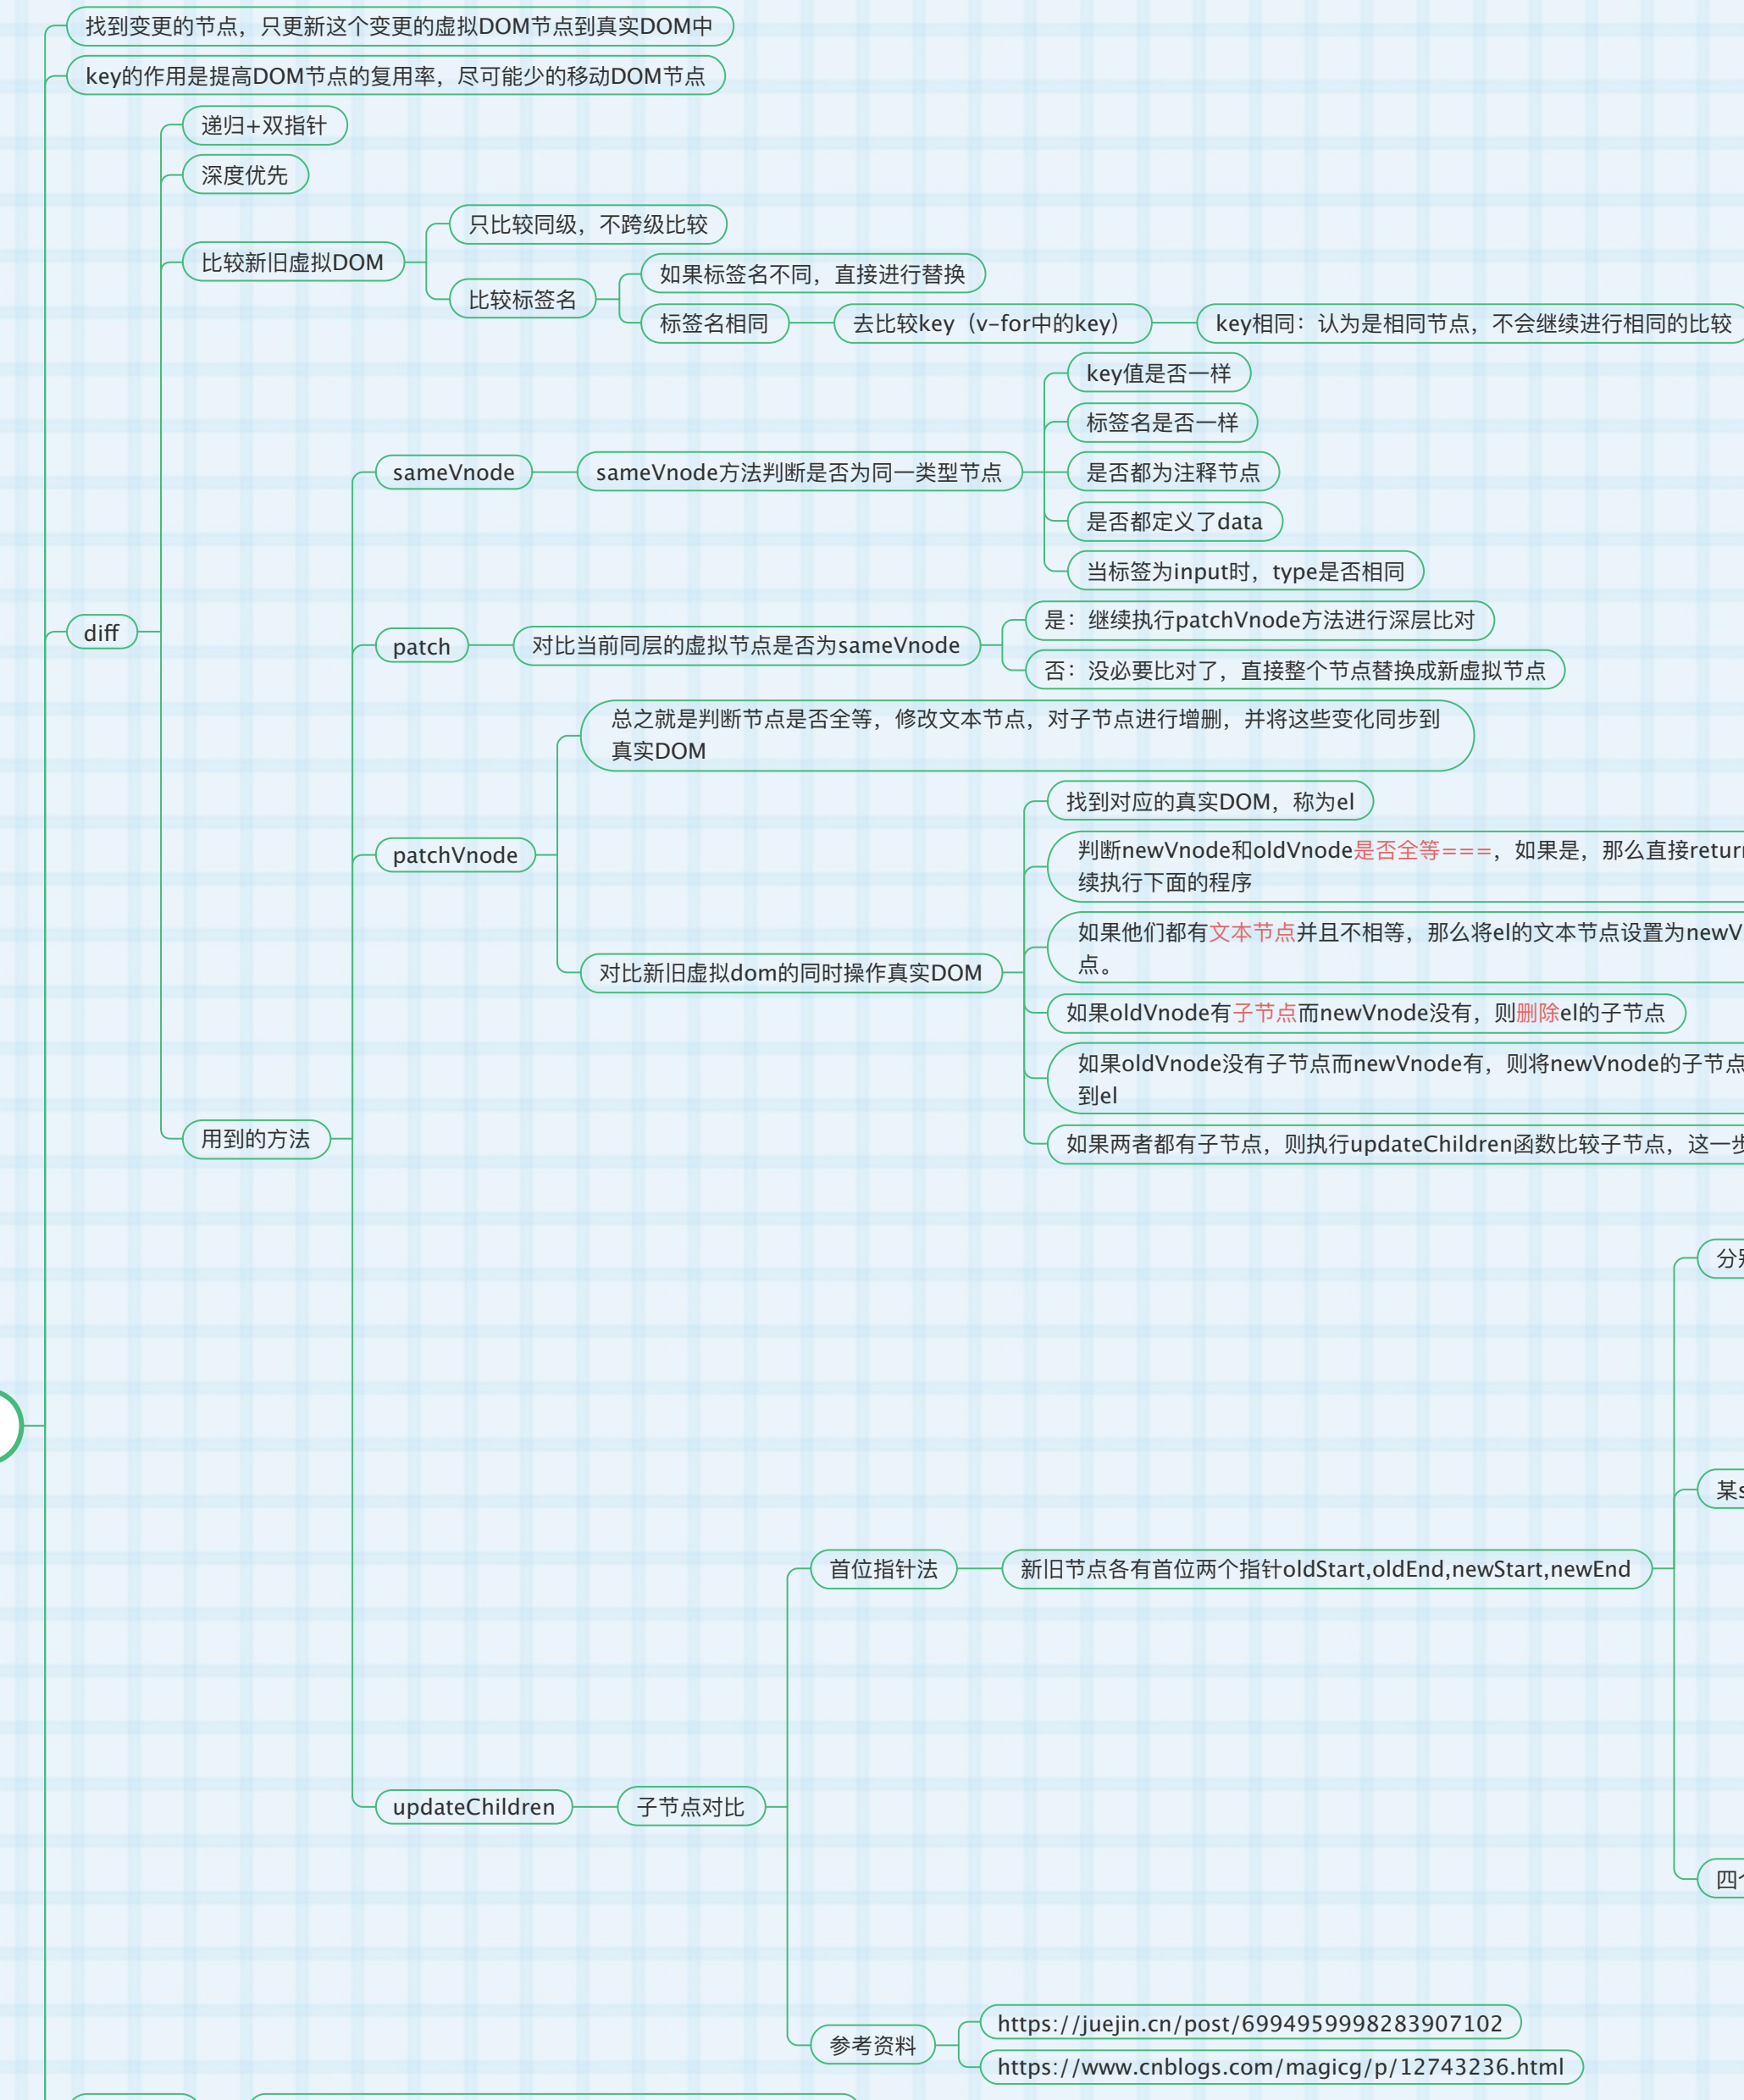 找到变更的节点，只更新这个变更的虚拟DOM节点到真实DOM中
key的作用是提高DOM节点的复用率，尽可能少的移动DOM节点
递归+双指针
深度优先
只比较同级，不跨级比较
比较新旧虚拟DOM
如果标签名不同，直接进行替换
比较标签名
标签名相同
去比较key（v-for中的key）
key相同：认为是相同节点，不会继续进行相同的比较
key值是否一样
标签名是否一样
sameVnode
sameVnode方法判断是否为同一类型节点
是否都为注释节点
是否都定义了data
当标签为input时，type是否相同
是：继续执行patchVnode方法进行深层比对
diff
patch
对比当前同层的虚拟节点是否为sameVnode
否：没必要比对了，直接整个节点替换成新虚拟节点
总之就是判断节点是否全等，修改文本节点，对子节点进行增删，并将这些变化同步到
真实DOM
找到对应的真实DOM，称为el
patchVnode
判断newVnode和oldVnode是否全等===，如果是，那么直接return
续执行下面的程序
如果他们都有文本节点并且不相等，那么将el的文本节点设置为newV
点。
对比新旧虚拟dom的同时操作真实DOM
如果oldVnode有子节点而newVnode没有，则删除el的子节点
如果oldVnode没有子节点而newVnode有，则将newVnode的子节点
到el
用到的方法
如果两者都有子节点，则执行updateChildren函数比较子节点，这一步
分
某s
首位指针法
新旧节点各有首位两个指针oldStart,oldEnd,newStart,newEnd
updateChildren
子节点对比
四个
https://juejin.cn/post/6994959998283907102
参考资料
https://www.cnblogs.com/magicg/p/12743236.html